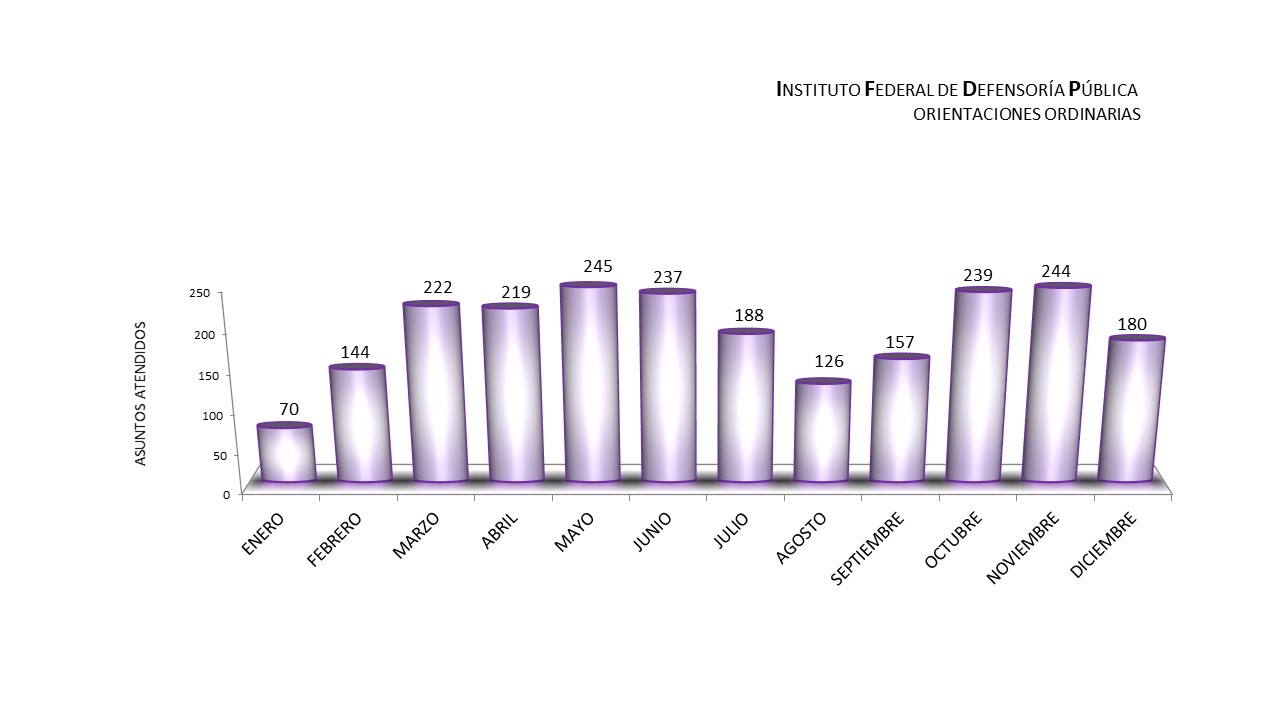 INSTITUTO FEDERAL DE DEFENSORÍA PÚBLICA
ORIENTACIONES ORDINARIAS
ASUNTOS ATENDIDOS
250
200
150
100
50
0
70
144
222
219
245
237
188
126
157
239
244
180
ENERO
FEBRERO
MARZO
ABRIL
MAYO
JUNIO
JULIO
AGOSTO
SEPTIEMBRE
OCTUBRE
NOVIEMBRE
DICIEMBRE